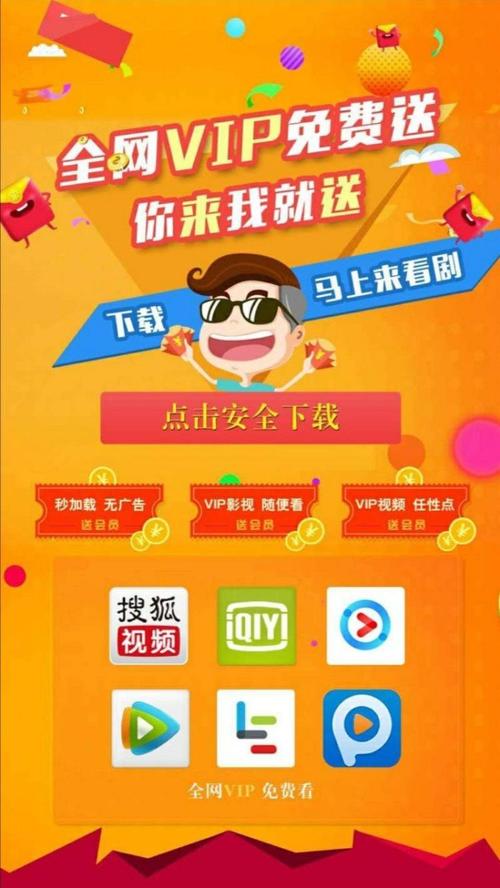 全网VIP免费送
你来我就送
下载
马上来看剧
点击安全下载
秒加载 无广告
送会员
VIP影视 随便看
送会员
VIP视频 任性点
送会员
搜狐
视频
iQIYI
全网VIP 免费看